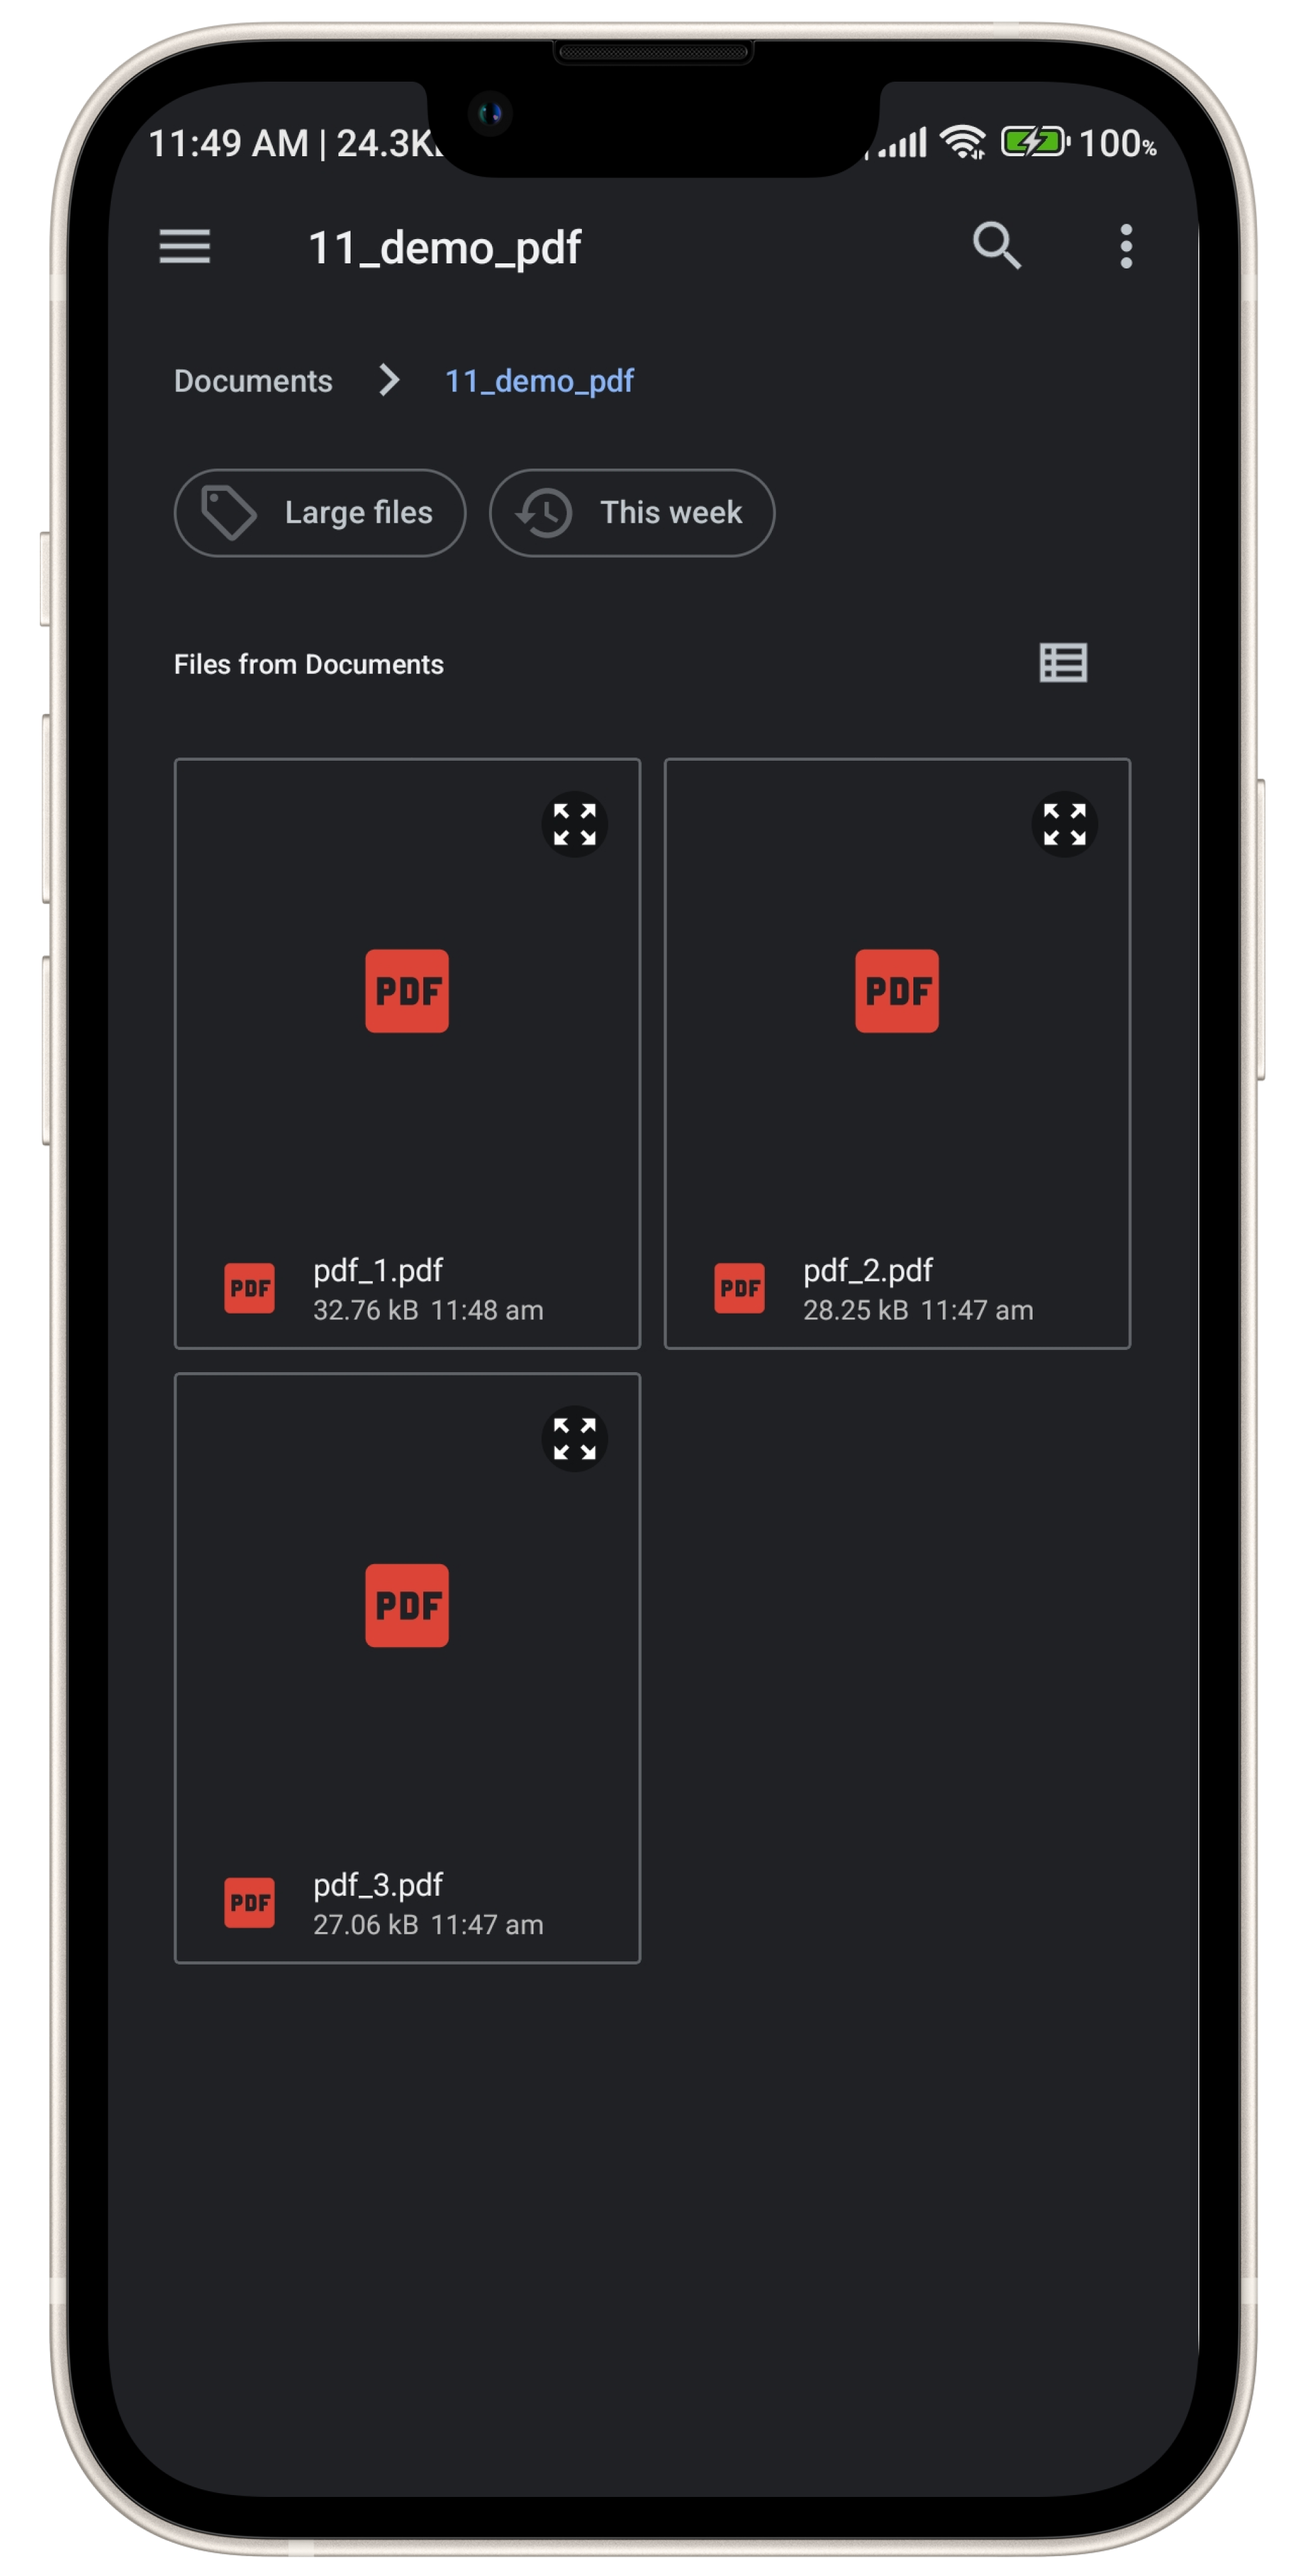 11:49 AM | 24.3K
100%
11_demo_pdf
Documents
11_demo_pdf
Large files
This week
Files from Documents
PDF
PDF
PDF
pdf_1.pdf
32.76 kB 11:48 am
PDF
pdf_2.pdf
28.25 kB 11:47 am
PDF
PDF
pdf_3.pdf
27.06 kB 11:47 am